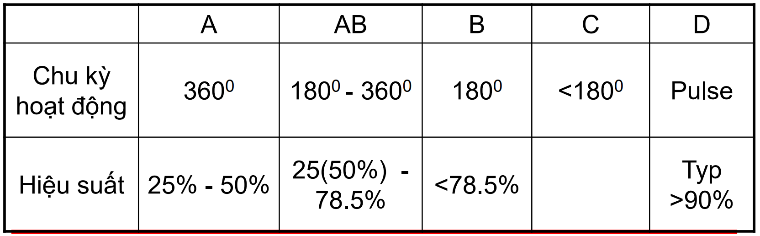 A AB B C D
Chu kỳ
hoạt động
360⁰ 180⁰ - 360⁰ 180⁰ <180⁰ Pulse
Hiệu suất
25% - 50%
25(50%) -
78.5%
<78.5%
Typ
>90%